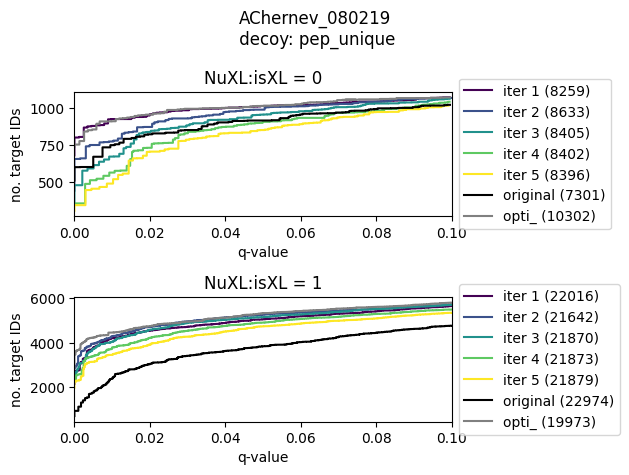 AChernev_080219
decoy: pep_unique
NuXL:isXL = 0
no. target IDs
1000
750
500
0.00 0.02 0.04 0.06 0.08 0.10
q-value
iter 1 (8259)
iter 2 (8633)
iter 3 (8405)
iter 4 (8402)
iter 5 (8396)
original (7301)
opti_ (10302)
NuXL:isXL = 1
no. target IDs
6000
4000
2000
0.00 0.02 0.04 0.06 0.08 0.10
q-value
iter 1 (22016)
iter 2 (21642)
iter 3 (21870)
iter 4 (21873)
iter 5 (21879)
original (22974)
opti_ (19973)